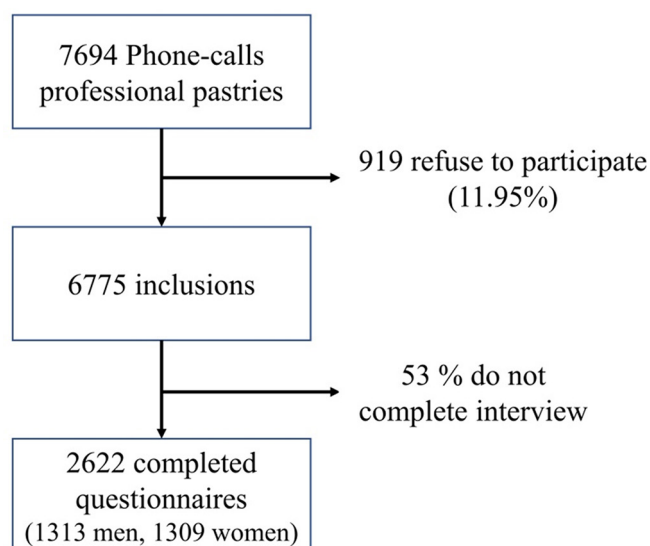 7694 Phone-calls
professional pastries
919 refuse to participate
(11.95%)
6775 inclusions
53 % do not
complete interview
2622 completed
questionnaires
(1313 men, 1309 women)